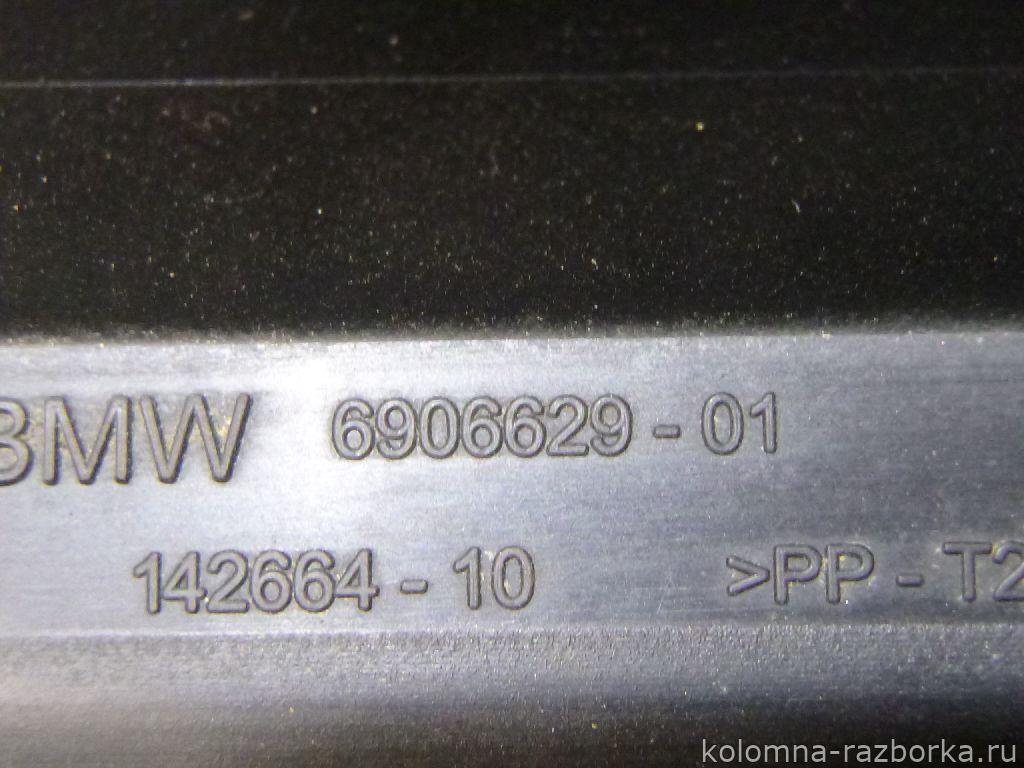 BMW 6906629 - 01
142664 - 10 >PP - T2
kolomna-razborka.ru